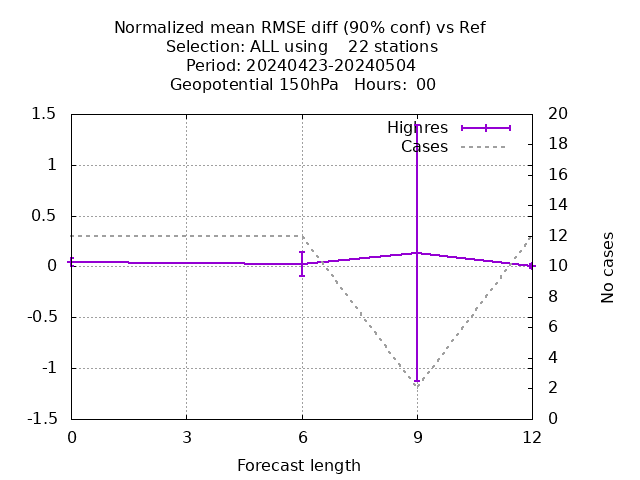 Normalized mean RMSE diff (90% conf) vs Ref
Selection: ALL using    22 stations
Period: 20240423-20240504
Geopotential 150hPa   Hours:  00
1.5
1
0.5
0
-0.5
-1
-1.5
20
18
16
14
12
10
8
6
4
2
0
Highres
Cases
No cases
0
3
6
9
12
Forecast length